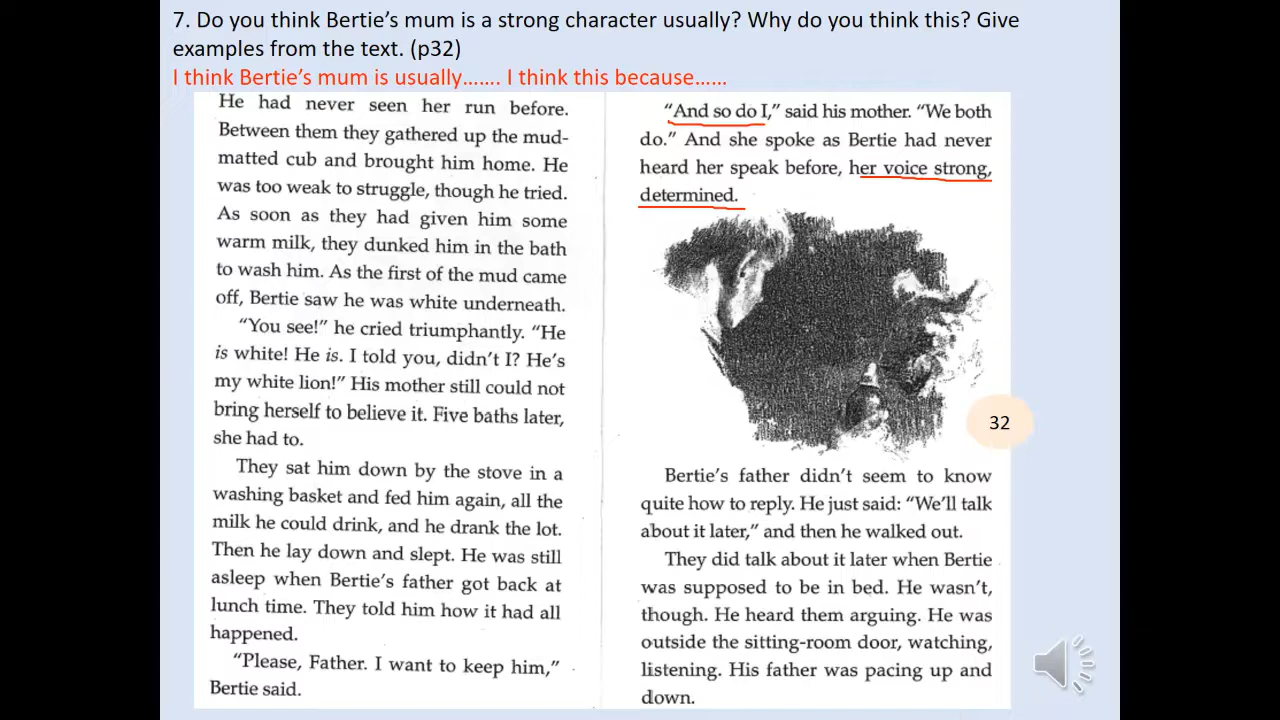 7. Do you think Bertie’s mum is a strong character usually? Why do you think this? Give
examples from the text. (p32)
I think Bertie’s mum is usually……. I think this because……
He had never seen her run before.
Between them they gathered up the mud-
matted cub and brought him home. He
was too weak to struggle, though he tried.
As soon as they had given him some
warm milk, they dunked him in the bath
to wash him. As the first of the mud came
off, Bertie saw he was white underneath.
“You see!” he cried triumphantly. “He
is white! He is. I told you, didn’t I? He’s
my white lion!” His mother still could not
bring herself to believe it. Five baths later,
she had to.
They sat him down by the stove in a
washing basket and fed him again, all the
milk he could drink, and he drank the lot.
Then he lay down and slept. He was still
asleep when Bertie’s father got back at
lunch time. They told him how it had all
happened.
“Please, Father. I want to keep him,”
Bertie said.
“And so do I,” said his mother. “We both
do.” And she spoke as Bertie had never
heard her speak before, her voice strong,
determined.
32
Bertie’s father didn’t seem to know
quite how to reply. He just said: “We’ll talk
about it later,” and then he walked out.
They did talk about it later when Bertie
was supposed to be in bed. He wasn’t,
though. He heard them arguing. He was
outside the sitting-room door, watching,
listening. His father was pacing up and
down.